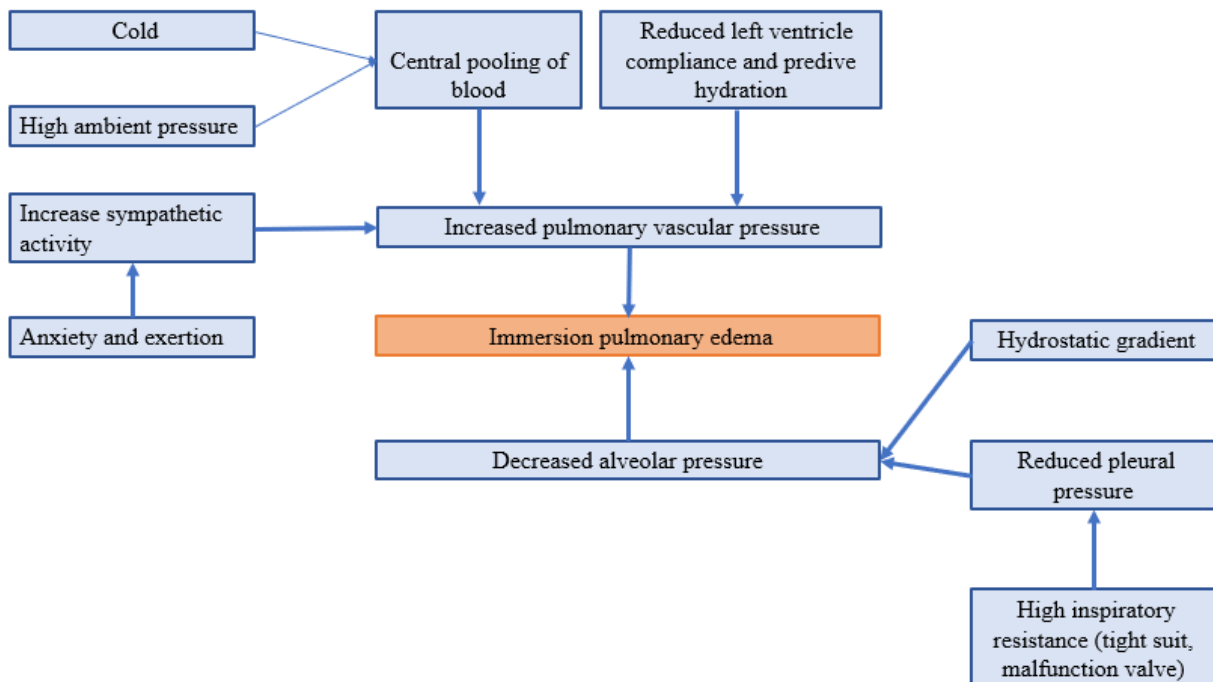 Cold
Central pooling of
blood
Reduced left ventricle
compliance and predive
hydration
High ambient pressure
Increase sympathetic
activity
Increased pulmonary vascular pressure
Anxiety and exertion
Immersion pulmonary edema
Hydrostatic gradient
Decreased alveolar pressure
Reduced pleural
pressure
High inspiratory
resistance (tight suit,
malfunction valve)